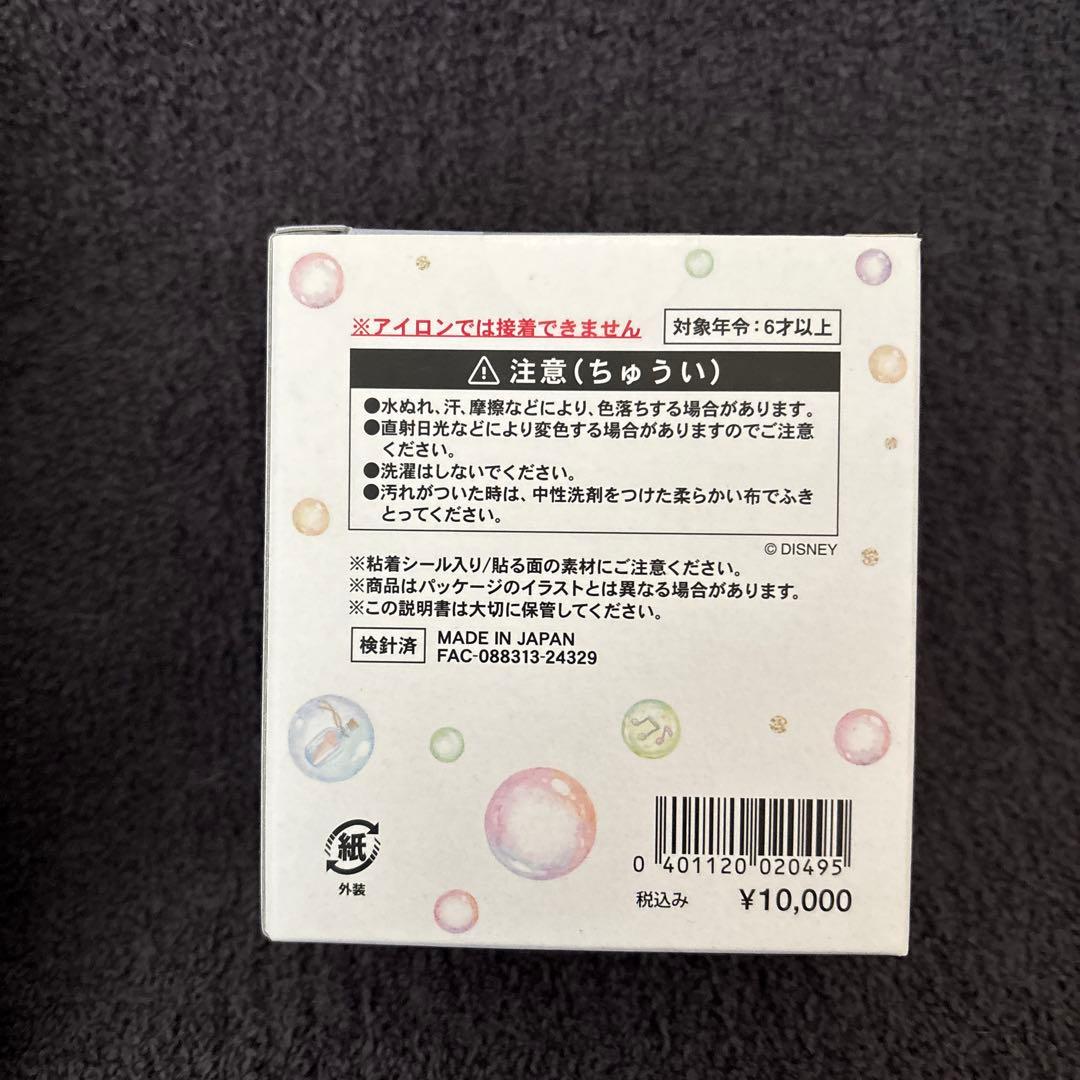 ※アイロンでは接着できません
対象年令:6才以上
注意(ちゅうい)
●水ぬれ、汗、摩擦などにより、色落ちする場合があります。
●直射日光などにより変色する場合がありますのでご注意
ください。
●洗濯はしないでください。
●汚れがついた時は、中性洗剤をつけた柔らかい布でふき
とってください。
© DISNEY
※粘着シール入り/貼る面の素材にご注意ください。
※商品はパッケージのイラストとは異なる場合があります。
※この説明書は大切に保管してください。
検針済
MADE IN JAPAN
FAC-088313-24329
紙
外装
0 401120 020495
税込み ¥10,000